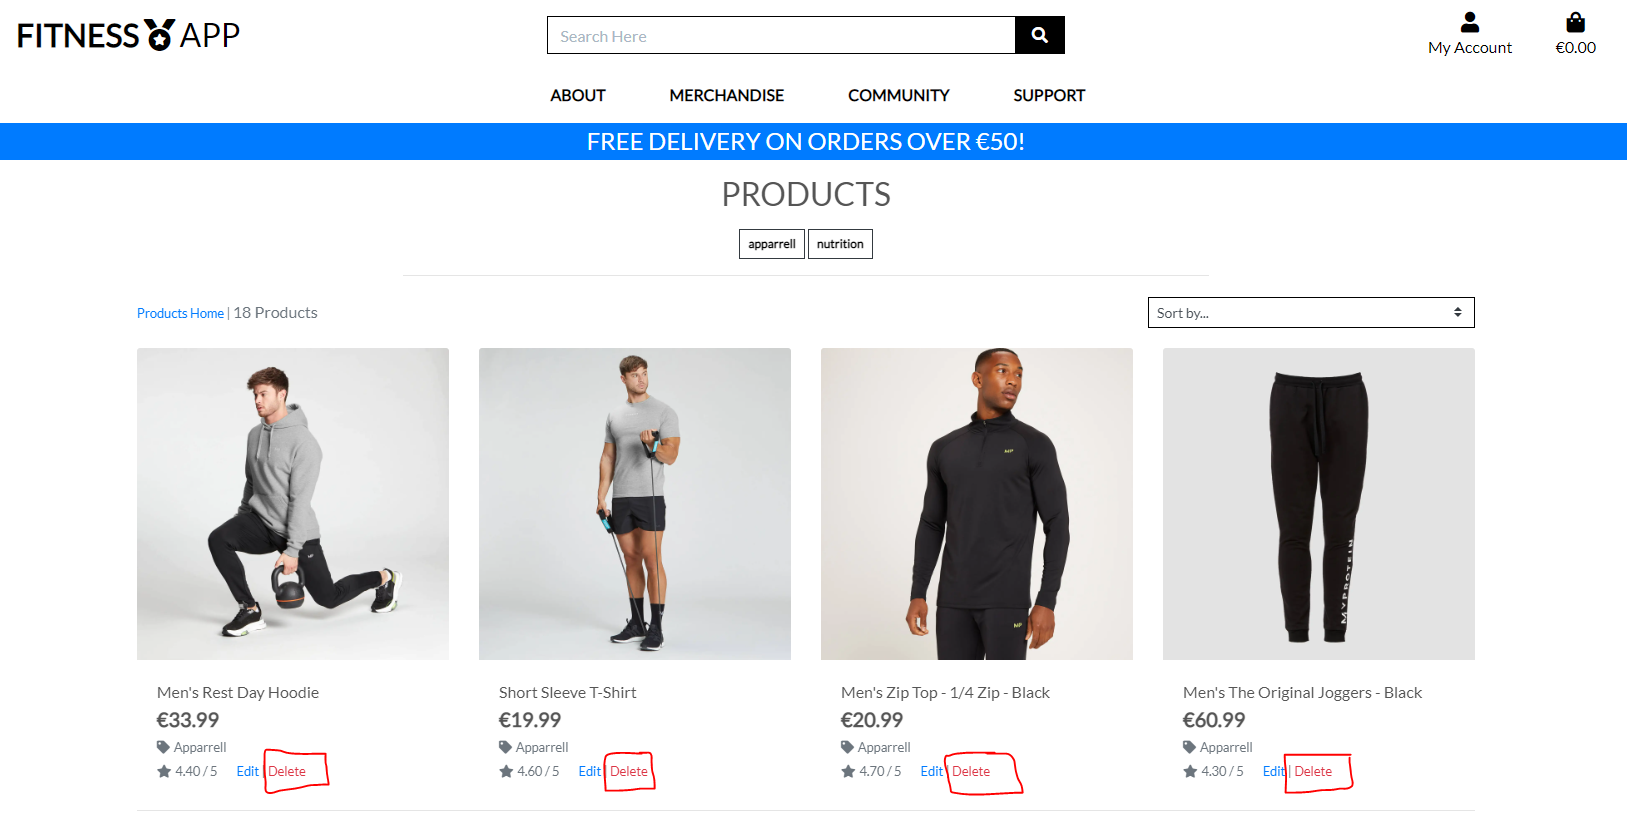 FITNESS APP
Search Here
My Account
€0.00
ABOUT MERCHANDISE COMMUNITY SUPPORT
FREE DELIVERY ON ORDERS OVER €50!
PRODUCTS
apparrell nutrition
Products Home | 18 Products
Sort by...
MP
MP
MP
MYPROTEIN
Men's Rest Day Hoodie
€33.99
Apparrell
4.40 / 5 Edit | Delete
Short Sleeve T-Shirt
€19.99
Apparrell
4.60 / 5 Edit | Delete
Men's Zip Top - 1/4 Zip - Black
€20.99
Apparrell
4.70 / 5 Edit | Delete
Men's The Original Joggers - Black
€60.99
Apparrell
4.30 / 5 Edit | Delete